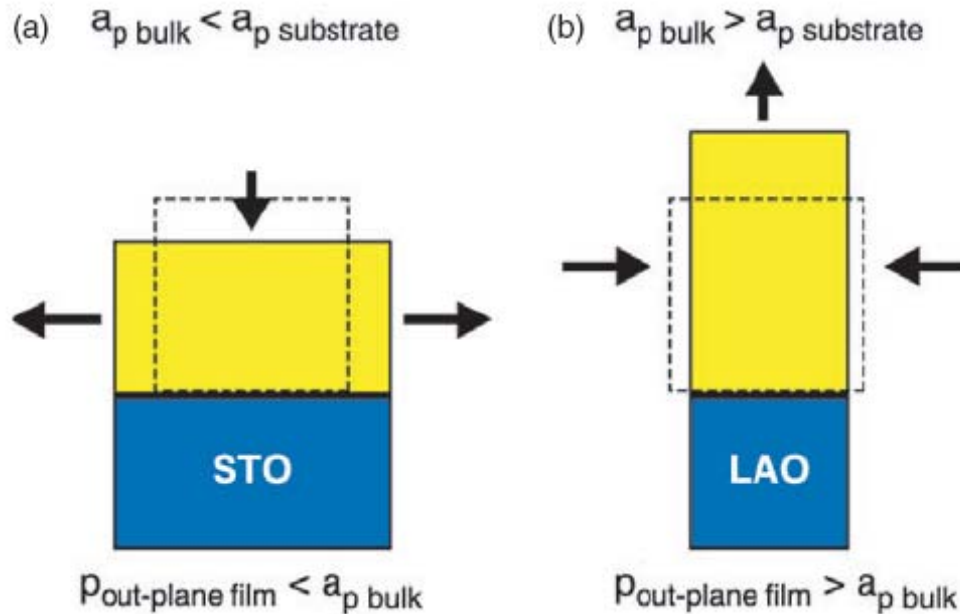 (a) a_p bulk < a_p substrate
(b) a_p bulk > a_p substrate
STO
LAO
p_out-plane film < a_p bulk
p_out-plane film > a_p bulk